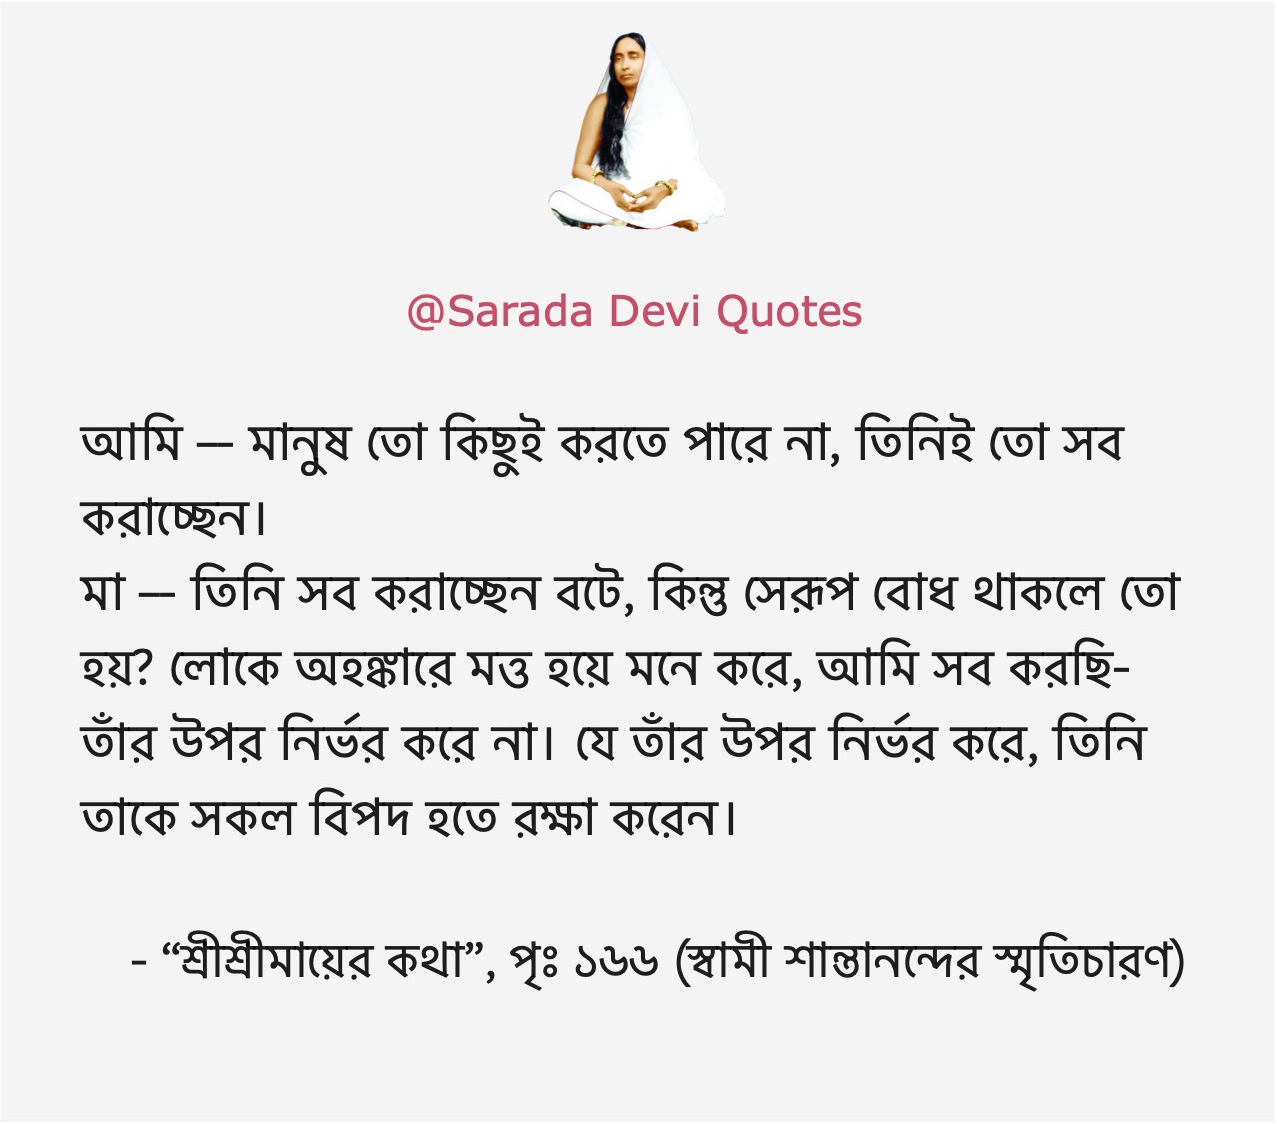 @Sarada Devi Quotes
আমি — মানুষ তো কিছুই করতে পারে না, তিনিই তো সব
করাচ্ছেন।
মা — তিনি সব করাচ্ছেন বটে, কিন্তু সেরূপ বোধ থাকলে তো
হয়? লোকে অহঙ্কারে মত্ত হয়ে মনে করে, আমি সব করছি-
তাঁর উপর নির্ভর করে না। যে তাঁর উপর নির্ভর করে, তিনি
তাকে সকল বিপদ হতে রক্ষা করেন।
- “শ্রীশ্রীমায়ের কথা”, পৃঃ ১৬৬ (স্বামী শান্তানন্দের স্মৃতিচারণ)